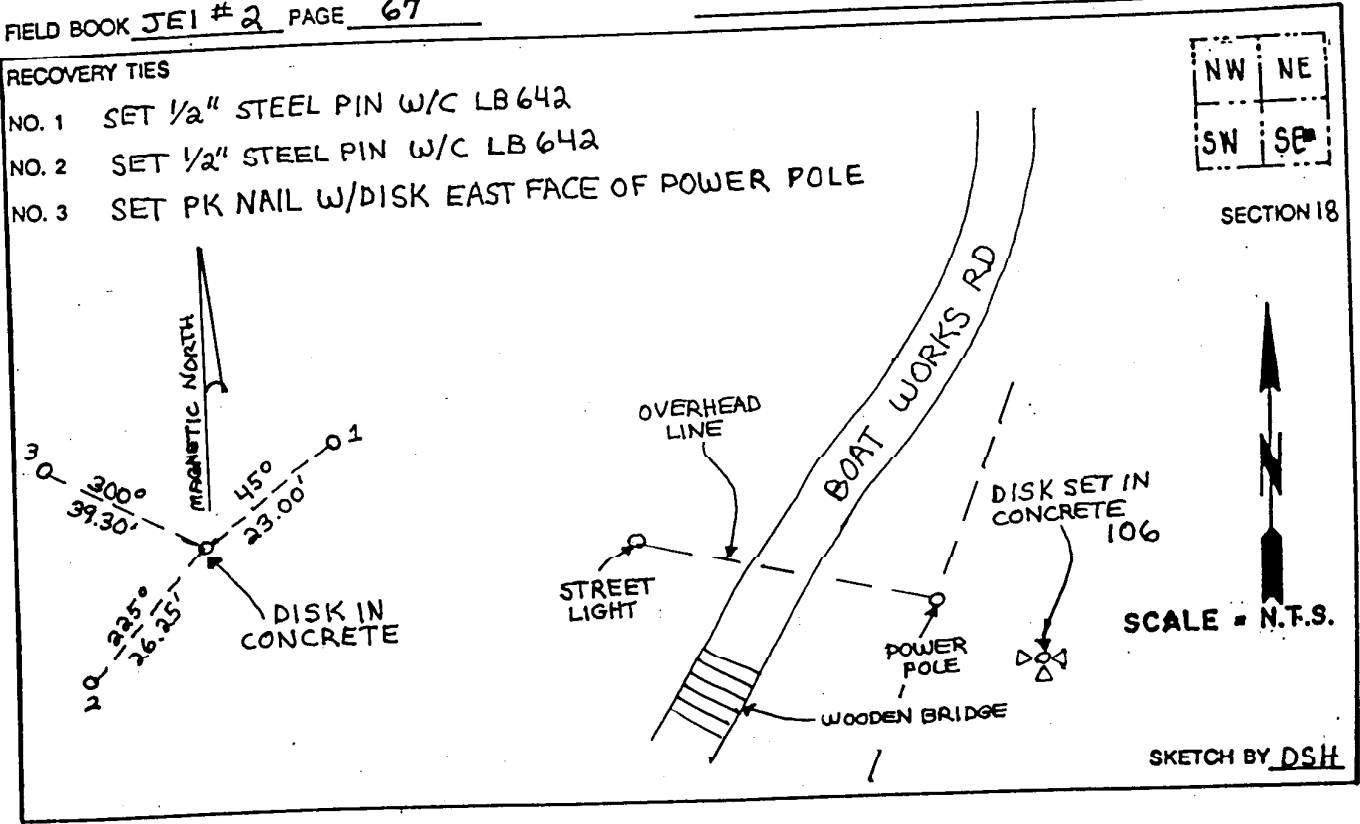 FIELD BOOK JEI # 2 PAGE 67
RECOVERY TIES
NO. 1 SET 1/2" STEEL PIN W/C LB 642
NO. 2 SET 1/2" STEEL PIN W/C LB 642
NO. 3 SET PK NAIL W/DISK EAST FACE OF POWER POLE
NW NE
SW SE
SECTION 18
MAGNETIC NORTH
1
45°
23.00'
3
300°
39.30'
225°
26.25'
2
DISK IN
CONCRETE
OVERHEAD
LINE
BOAT WORKS RD
STREET
LIGHT
DISK SET IN
CONCRETE
106
POWER
POLE
WOODEN BRIDGE
N
SCALE = N.T.S.
SKETCH BY DSH